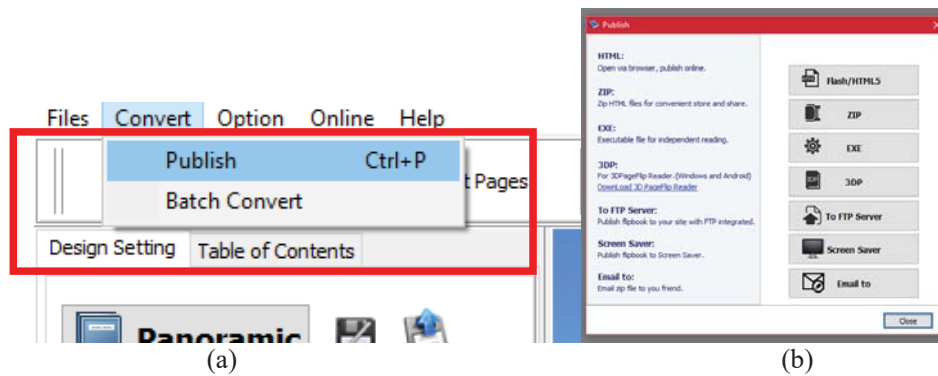 Files Convert Option Online Help
Publish Ctrl+P
t Pages
Batch Convert
Design Setting Table of Contents
Panoramic
(a)
Publish
HTML:
Open via browser, publish online.
ZIP:
Zip HTML files for convenient store and share.
EXE:
Executable file for independent reading.
3DP:
For 3DPageFlip Reader.(Windows and Android)
DownLoad 3D PageFlip Reader
To FTP Server:
Publish flipbook to your site with FTP integrated.
Screen Saver:
Publish flipbook to Screen Saver.
Email to:
Email zip file to you friend.
Flash/HTML5
ZIP
EXE
3DP
To FTP Server
Screen Saver
Email to
Close
(b)